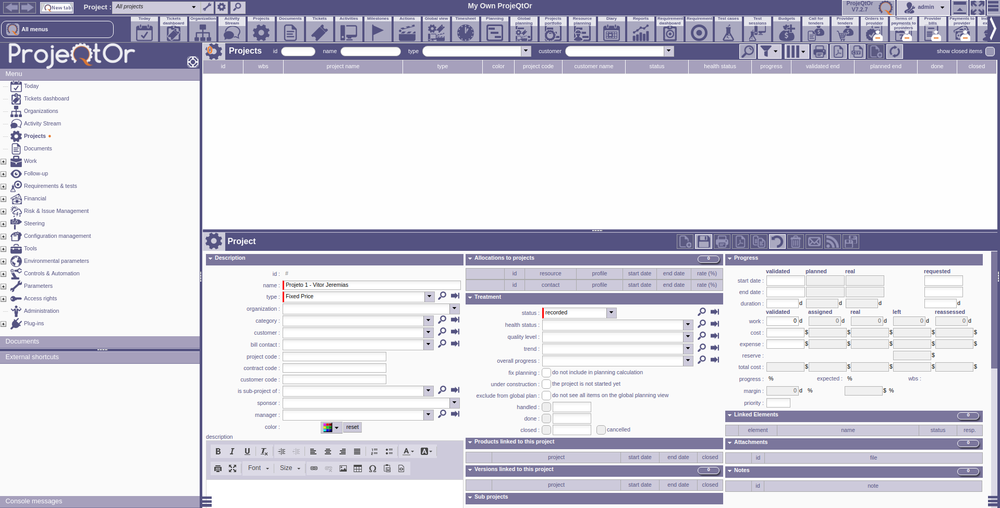 New tab
Project :
All projects
My Own ProjeQtOr
ProjeQtOr
V7.2.7
admin
All menus
Today
Tickets dashboard
Organizations
Activity Stream
Projects
Documents
Tickets
Activities
Milestones
Actions
Global view
Timesheet
Planning
Global planning
Projects portfolio
Resource planning
Diary
Reports
Requirement dashboard
Requirement
Test cases
Test sessions
Budgets
Call for tenders
Provider tenders
Orders to provider
Terms of payments to providers
Provider bills
Payments to provider
ProjeQtOr
Menu
Today
Tickets dashboard
Organizations
Activity Stream
Projects
Documents
Work
Follow-up
Requirements & tests
Financial
Risk & Issue Management
GO
Steering
Configuration management
Tools
Environmental parameters
Controls & Automation
Parameters
Access rights
Administration
Plug-ins
Documents
External shortcuts
Console messages
0
Projects id name type customer
CSV
show closed items
id wbs project name type color project code customer name status health status progress validated end planned end done closed
Project
Description
id : #
name : Projeto 1 - Vitor Jeremias
type : Fixed Price
organization :
category :
customer :
bill contact :
project code :
contract code :
customer code :
is sub-project of :
sponsor :
manager :
color : reset
description
B I U Tx A A
Font Size Ω
Allocations to projects 0
id resource profile start date end date rate (%)
id contact profile start date end date rate (%)
Treatment
status : recorded
health status :
quality level :
trend :
overall progress :
fix planning : do not include in planning calculation
under construction : the project is not started yet
exclude from global plan : do not see all items on the global planning view
handled :
done :
closed : cancelled
Products linked to this project
project start date end date closed
Versions linked to this project 0
project start date end date closed
Sub projects
Progress
validated planned real requested
start date :
end date :
duration : d d d d
validated assigned real left reassessed
work : 0 d 0 d 0 d 0 d 0 d
cost : $ $ $ $ $
expense : $ $ $ $ $
reserve : $
total cost : $ $ $ $ $
progress : % expected : % wbs :
margin : 0 d % $ %
priority :
Linked Elements 0
element name status resp.
Attachments 0
id file
Notes 0
id note